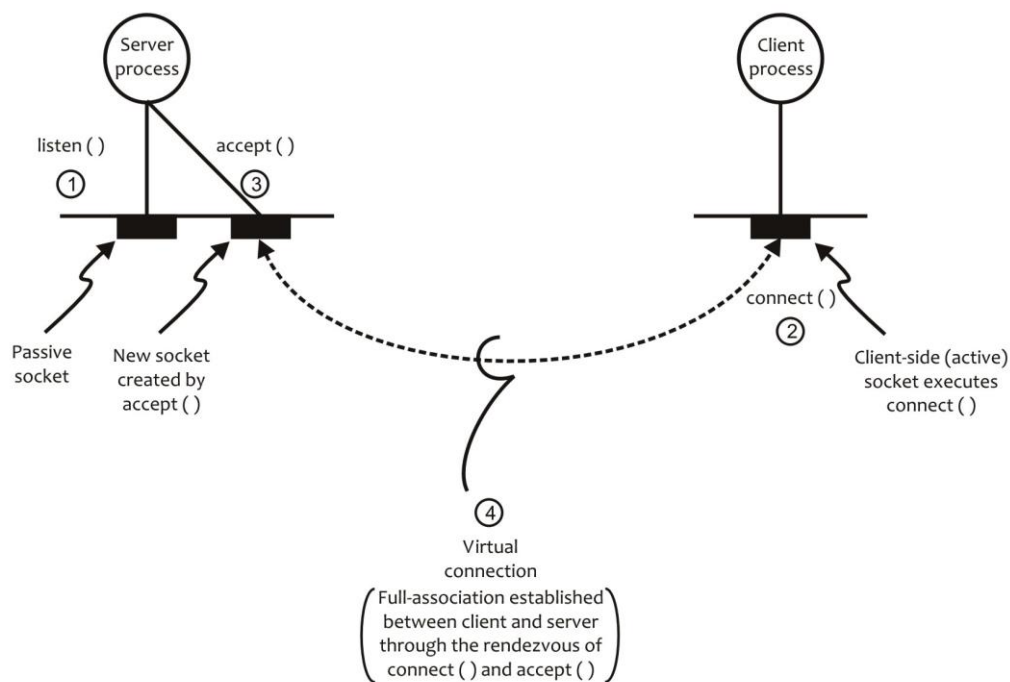 Server
process
Client
process
listen ( )
accept ( )
1
3
connect ( )
2
Passive
socket
New socket
created by
accept ( )
Client-side (active)
socket executes
connect ( )
4
Virtual
connection
Full-association established
between client and server
through the rendezvous of
connect ( ) and accept ( )